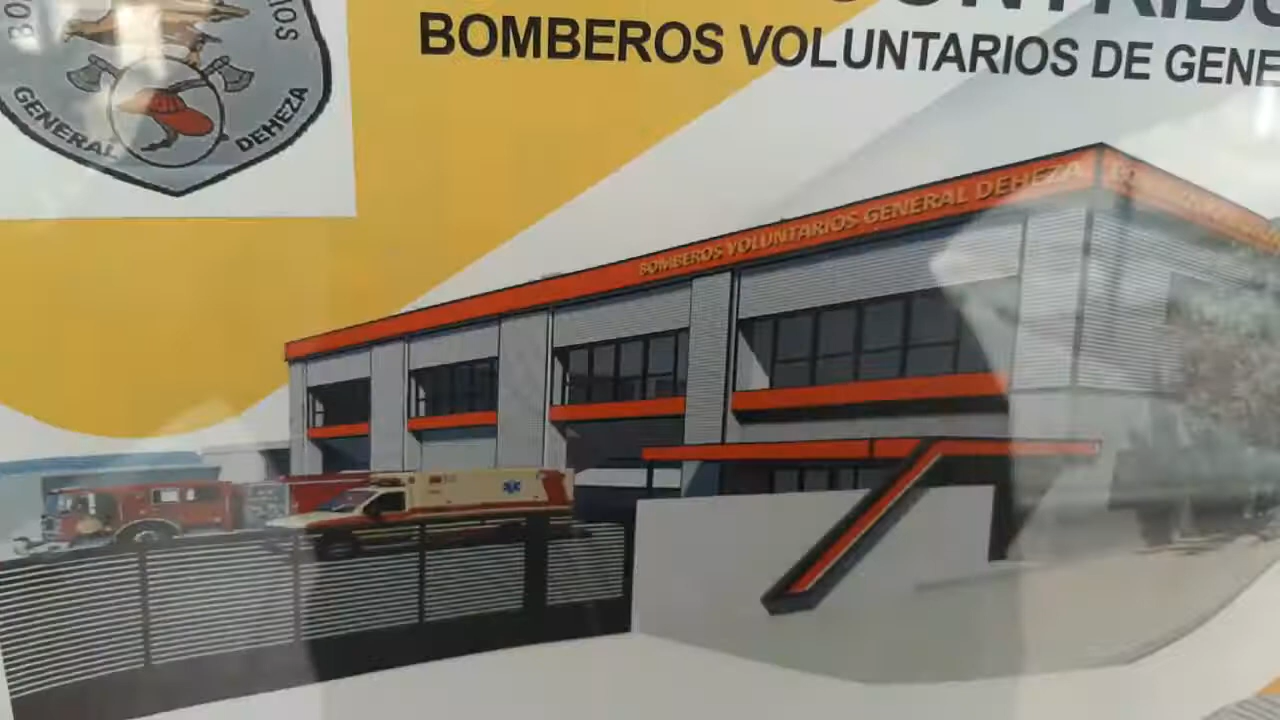 BOMBEROS VOLUNTARIOS DE GENE
GENERAL DEHEZA
BOMBEROS VOLUNTARIOS GENERAL DEHEZA